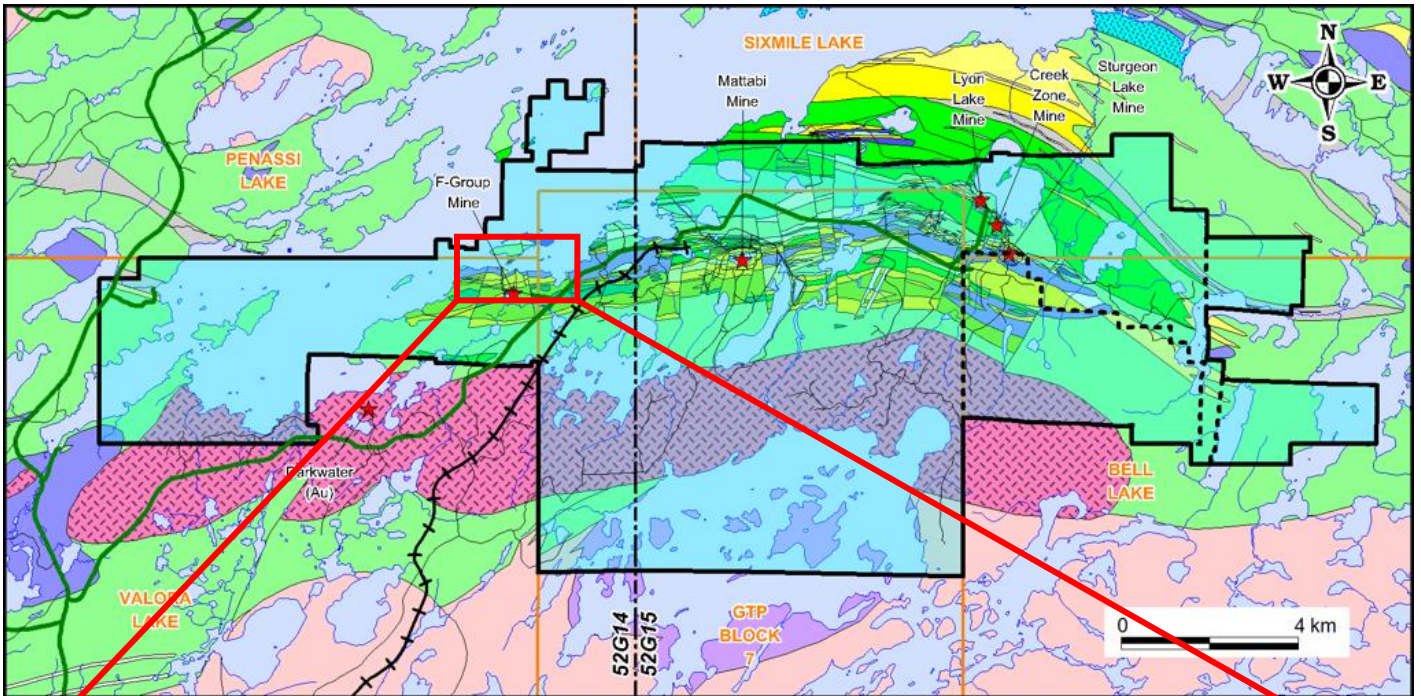 SIXMILE LAKE
N
W
E
S
Mattabi
Mine
Lyon
Lake
Mine
Creek
Zone
Mine
Sturgeon
Lake
Mine
PENASSI
LAKE
F-Group
Mine
Darkwater
(Au)
BELL
LAKE
VALORA
LAKE
52G14
52G15
GTP
BLOCK
7
0
4 km